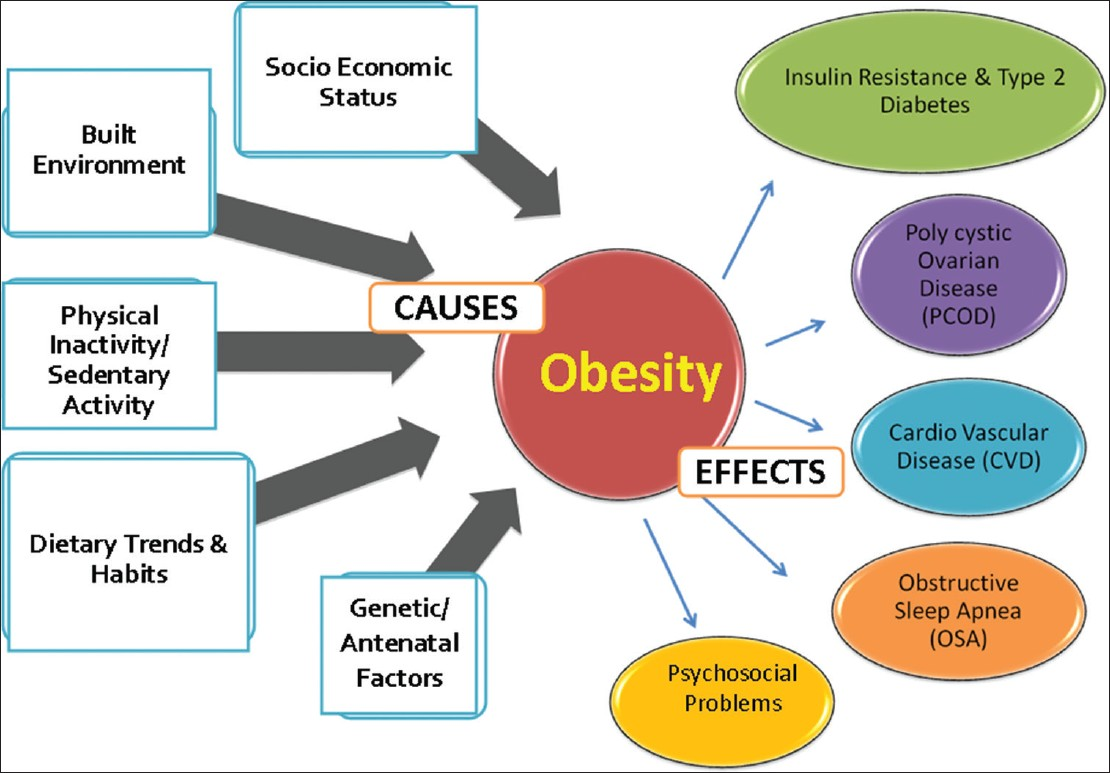 Socio Economic
Status
Built
Environment
Physical
Inactivity/
Sedentary
Activity
Dietary Trends &
Habits
Genetic/
Antenatal
Factors
CAUSES
Obesity
EFFECTS
Insulin Resistance & Type 2
Diabetes
Poly cystic
Ovarian
Disease
(PCOD)
Cardio Vascular
Disease (CVD)
Obstructive
Sleep Apnea
(OSA)
Psychosocial
Problems